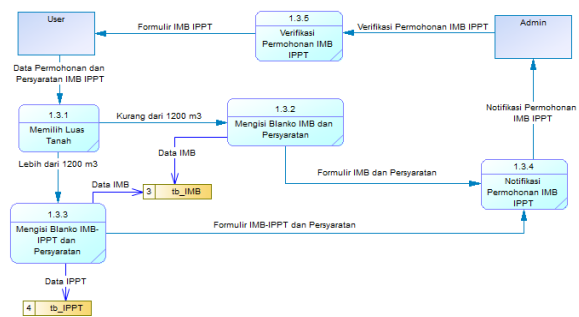 User
Formulir IMB IPPT
1.3.5
Verifikasi
Permohonan IMB
IPPT
Verifikasi Permohonan IMB IPPT
Admin
Data Permohonan dan
Persyaratan IMB IPPT
1.3.1
Memilih Luas
Tanah
Kurang dari 1200 m3
1.3.2
Mengisi Blanko IMB dan
Persyaratan
Notifikasi Permohonan
IMB IPPT
Data IMB
Lebih dari 1200 m3
Formulir IMB dan Persyaratan
1.3.4
Notifikasi
Permohonan IMB
IPPT
Data IMB
3 tb_IMB
1.3.3
Mengisi Blanko IMB-
IPPT dan
Persyaratan
Formulir IMB-IPPT dan Persyaratan
Data IPPT
4 tb_IPPT